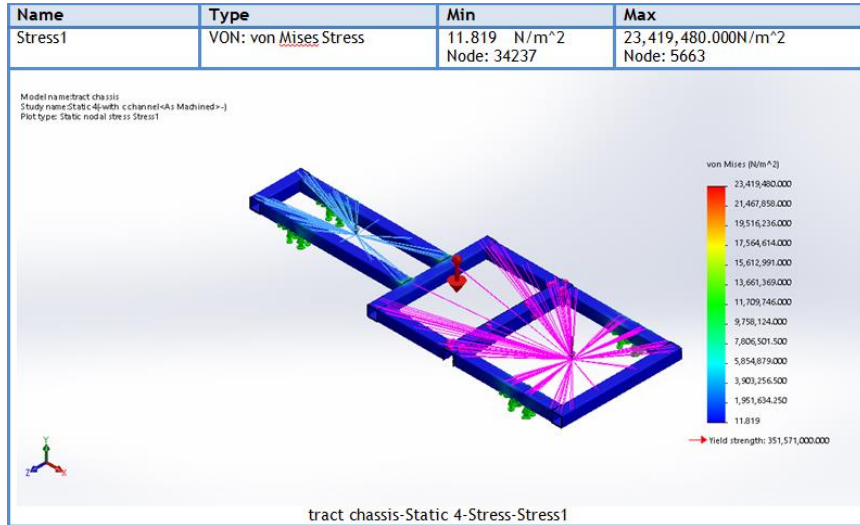 Name Type Min Max
Stress1 VON: von Mises Stress 11.819 N/m^2 23,419,480.000N/m^2
Node: 34237 Node: 5663
Model name:tract chassis
Study name:Static 4(-with c channel<As Machined>-)
Plot type: Static nodal stress Stress1
von Mises (N/m^2)
23,419,480.000
21,467,858.000
19,516,236.000
17,564,614.000
15,612,991.000
13,661,369.000
11,709,746.000
9,758,124.000
7,806,501.500
5,854,879.000
3,903,256.500
1,951,634.250
11.819
Yield strength: 351,571,000.000
Y
Z
X
tract chassis-Static 4-Stress-Stress1